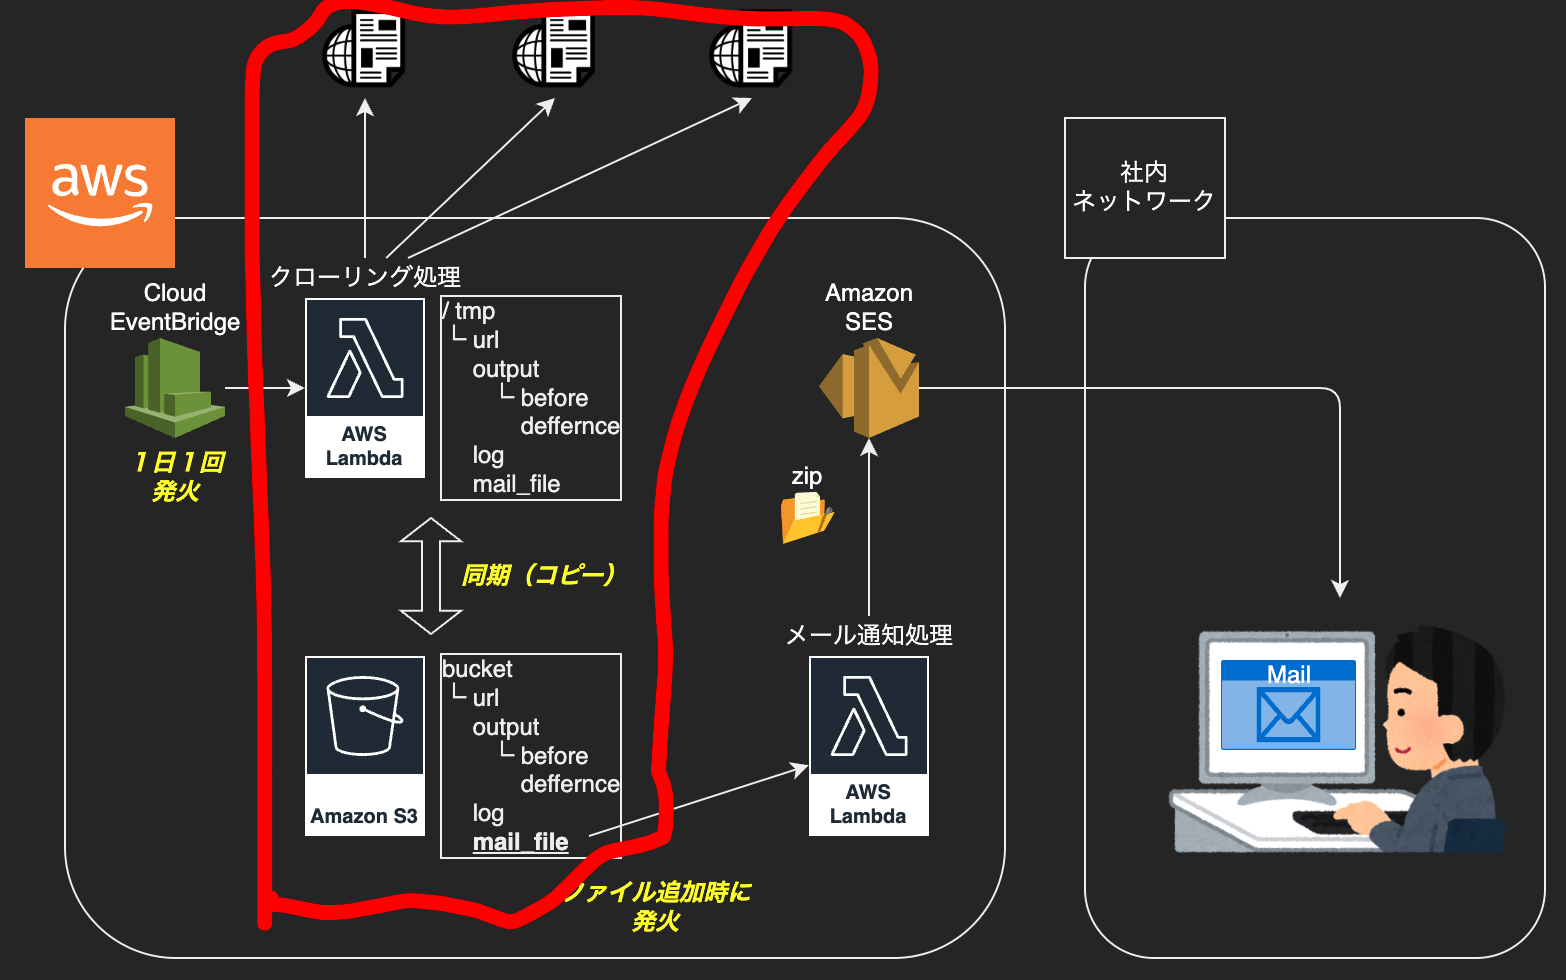 aws
社内
ネットワーク
クローリング処理
Cloud
EventBridge
１日１回
発火
AWS
Lambda
/ tmp
└ url
output
└ before
deffernce
log
mail_file
同期（コピー）
Amazon S3
bucket
└ url
output
└ before
deffernce
log
mail_file
ファイル追加時に
発火
Amazon
SES
zip
メール通知処理
AWS
Lambda
Mail